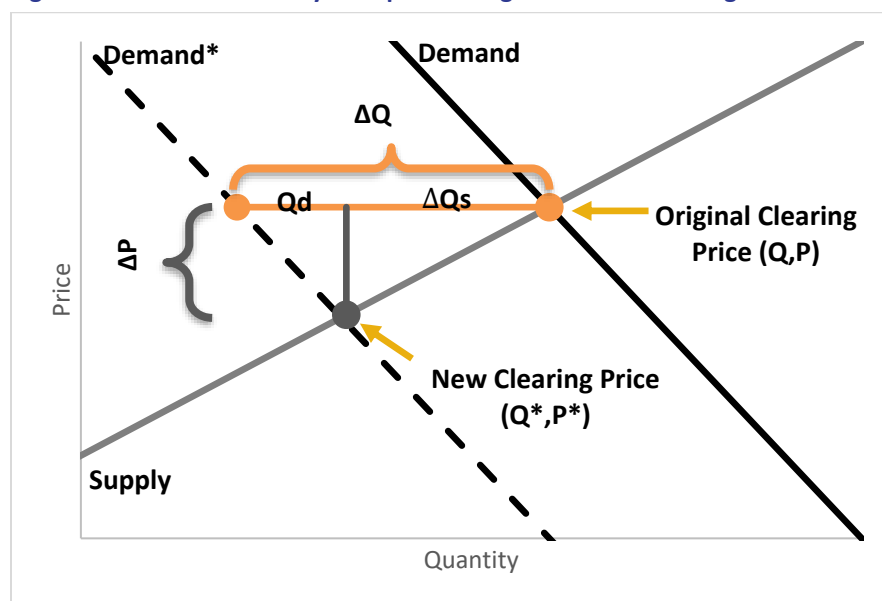 Demand*
Demand
ΔQ
Qd
ΔQs
Original Clearing
Price (Q,P)
ΔP
Price
New Clearing Price
(Q*,P*)
Supply
Quantity